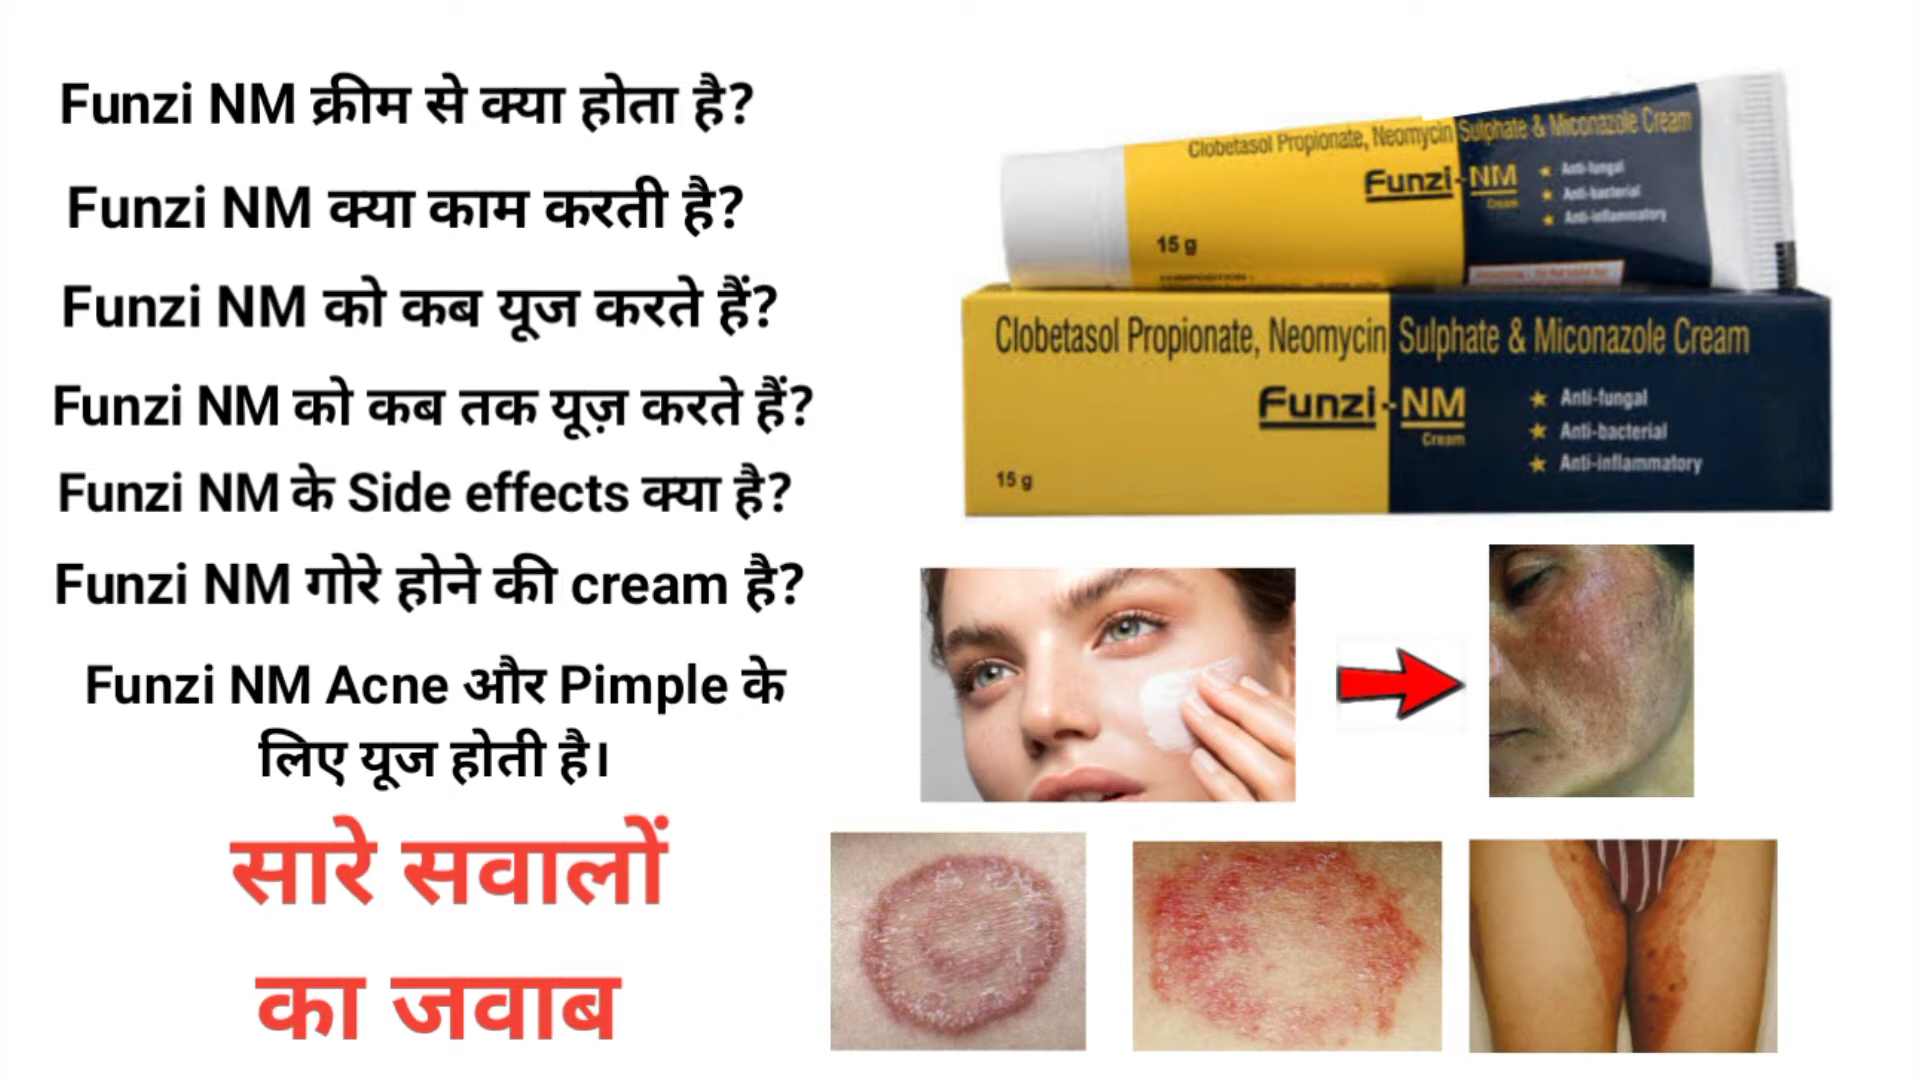 Funzi NM क्रीम से क्या होता है?
Funzi NM क्या काम करती है?
Funzi NM को कब यूज करते हैं?
Funzi NM को कब तक यूज़ करते हैं?
Funzi NM के Side effects क्या है?
Funzi NM गोरे होने की cream है?
Funzi NM Acne और Pimple के
लिए यूज होती है।
सारे सवालों
का जवाब
Clobetasol Propionate, Neomycin Sulphate & Miconazole Cream
Funzi-NM
Cream
Anti-fungal
Anti-bacterial
Anti-inflammatory
15 g
Clobetasol Propionate, Neomycin Sulphate & Miconazole Cream
Funzi-NM
Cream
Anti-fungal
Anti-bacterial
Anti-inflammatory
15 g